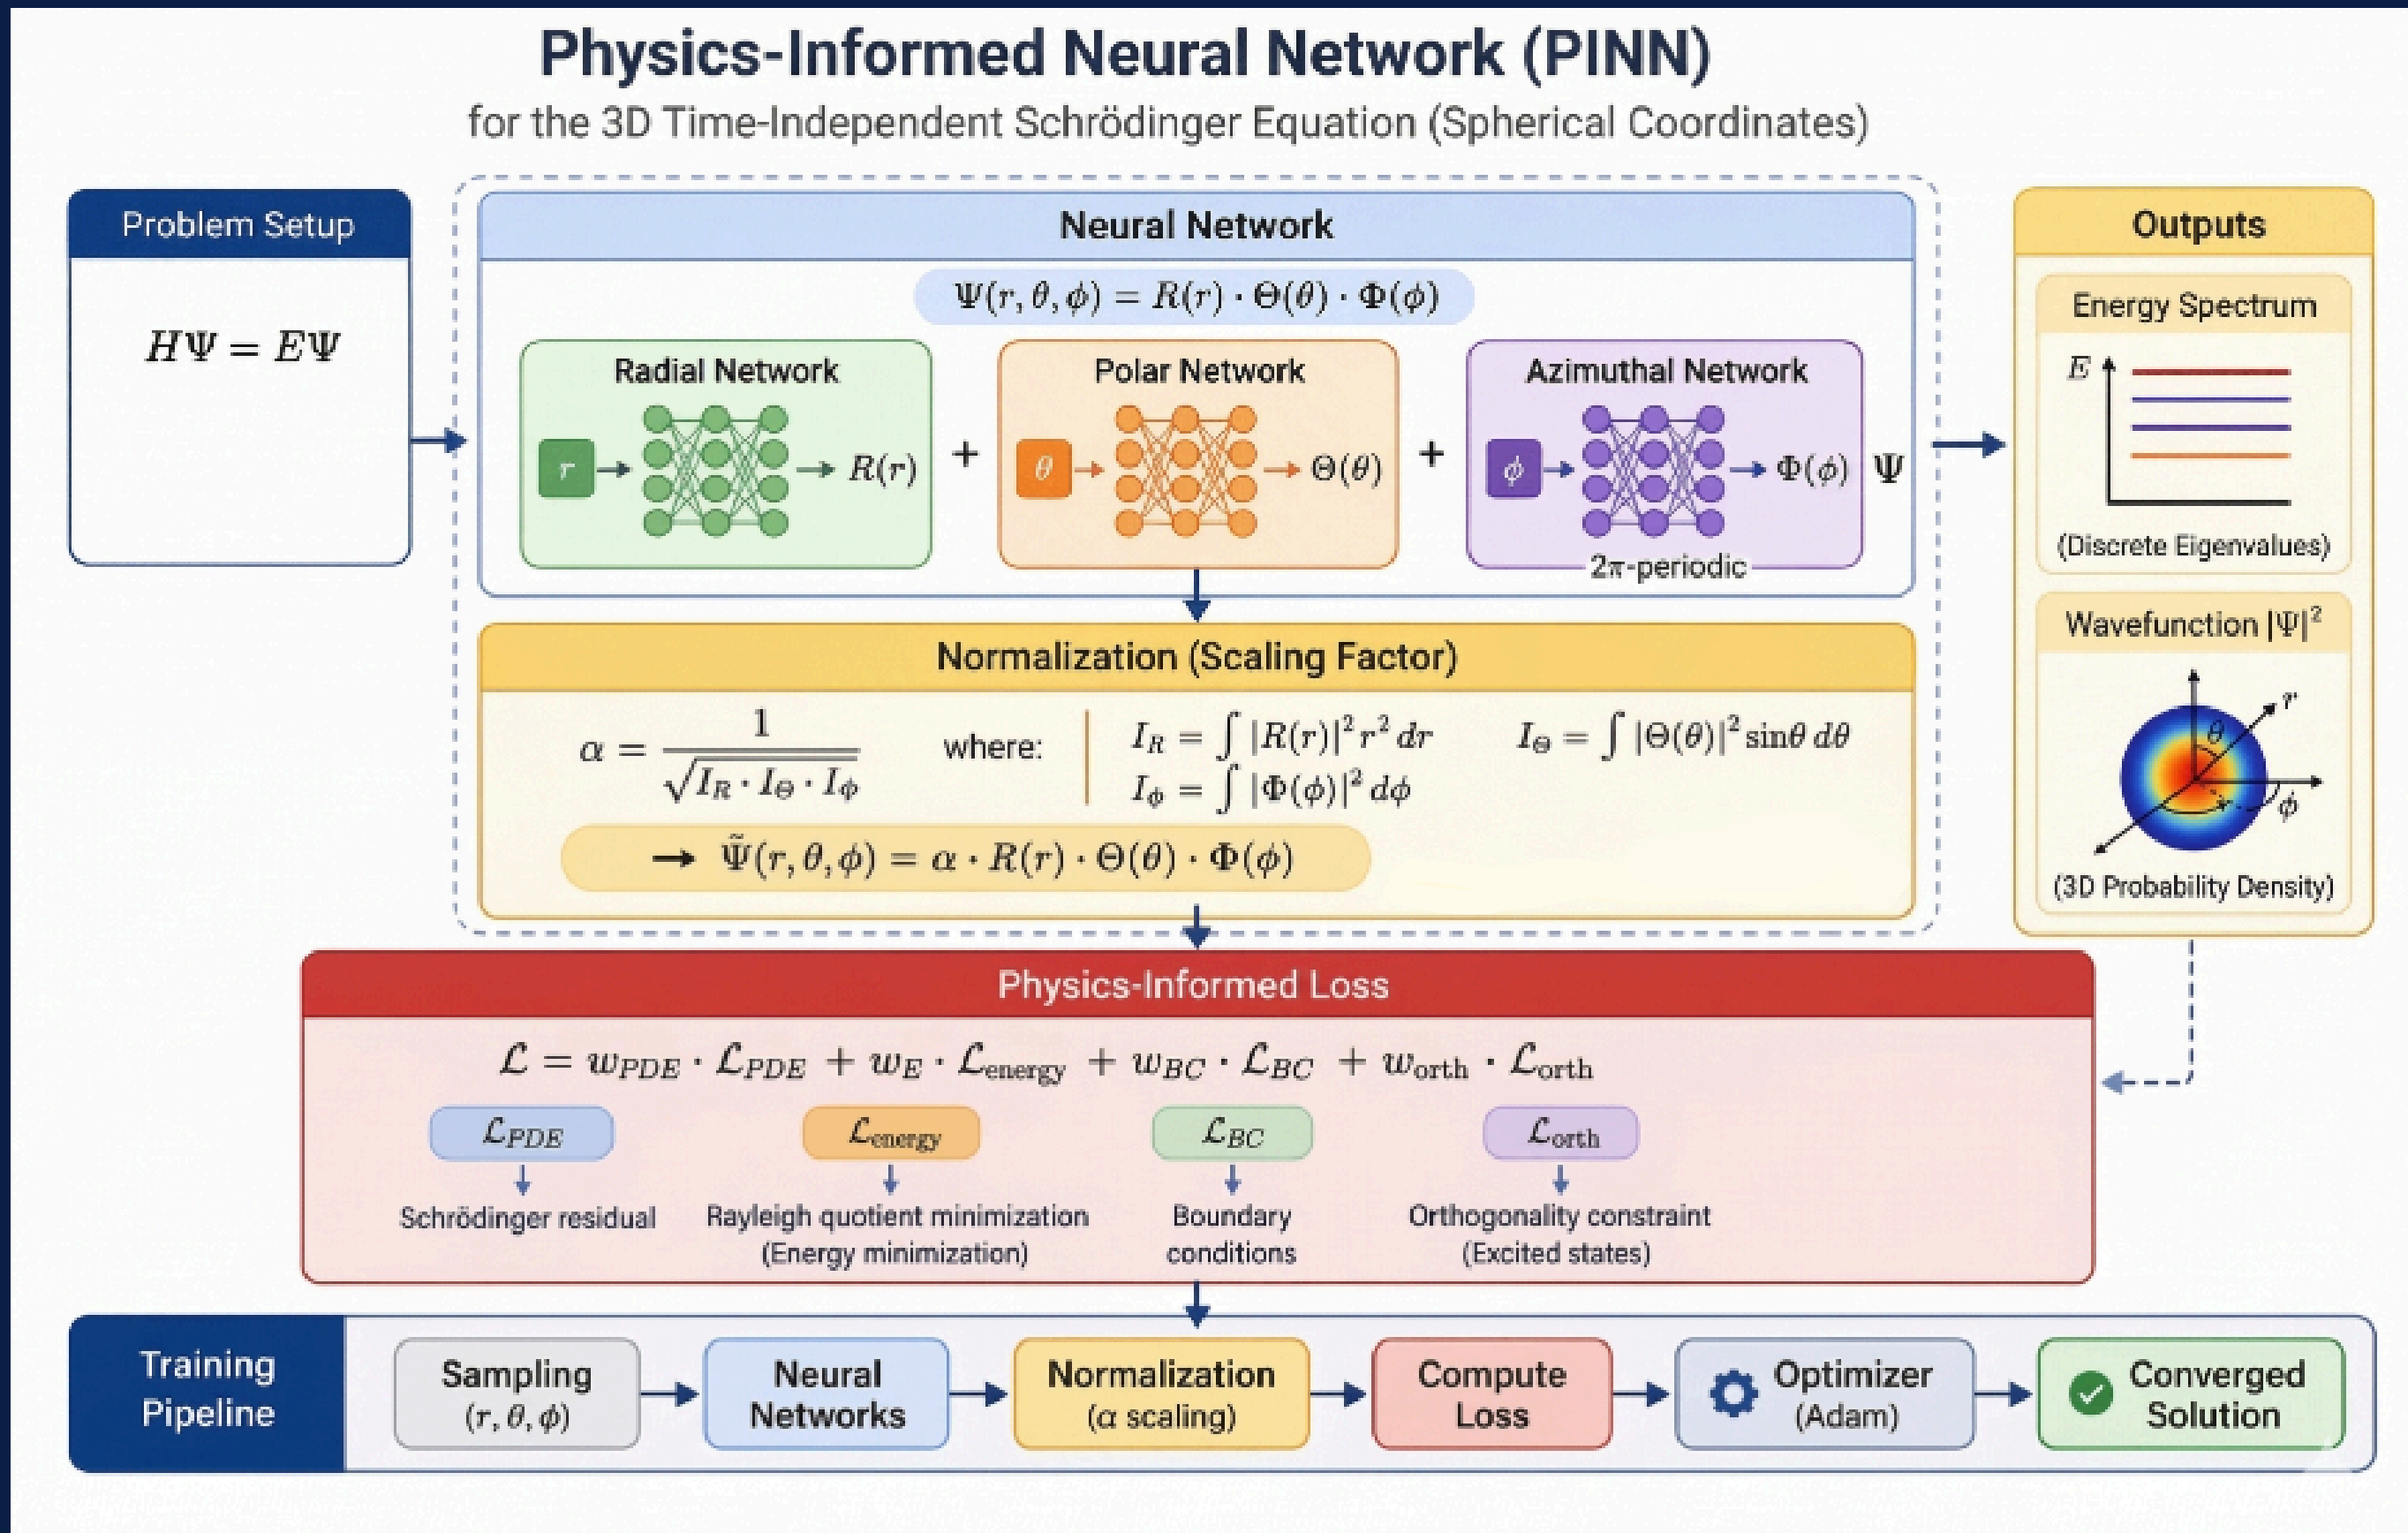 Physics-Informed Neural Network (PINN)
for the 3D Time-Independent Schrödinger Equation (Spherical Coordinates)
Problem Setup
HΨ = EΨ
Neural Network
Ψ(r, θ, ϕ) = R(r) · Θ(θ) · Φ(ϕ)
Radial Network
r
R(r)
+
Polar Network
θ
Θ(θ)
+
Azimuthal Network
ϕ
Φ(ϕ)
Ψ
2π-periodic
Normalization (Scaling Factor)
α = 1 / √(I_R · I_Θ · I_ϕ)
where:
I_R = ∫ |R(r)|² r² dr
I_Θ = ∫ |Θ(θ)|² sinθ dθ
I_ϕ = ∫ |Φ(ϕ)|² dϕ
→ Ψ̃(r, θ, ϕ) = α · R(r) · Θ(θ) · Φ(ϕ)
Outputs
Energy Spectrum
E
(Discrete Eigenvalues)
Wavefunction |Ψ|²
r
θ
ϕ
(3D Probability Density)
Physics-Informed Loss
ℒ = w_PDE · ℒ_PDE + w_E · ℒ_energy + w_BC · ℒ_BC + w_orth · ℒ_orth
ℒ_PDE
Schrödinger residual
ℒ_energy
Rayleigh quotient minimization
(Energy minimization)
ℒ_BC
Boundary
conditions
ℒ_orth
Orthogonality constraint
(Excited states)
Training
Pipeline
Sampling
(r, θ, ϕ)
Neural
Networks
Normalization
(α scaling)
Compute
Loss
Optimizer
(Adam)
Converged
Solution